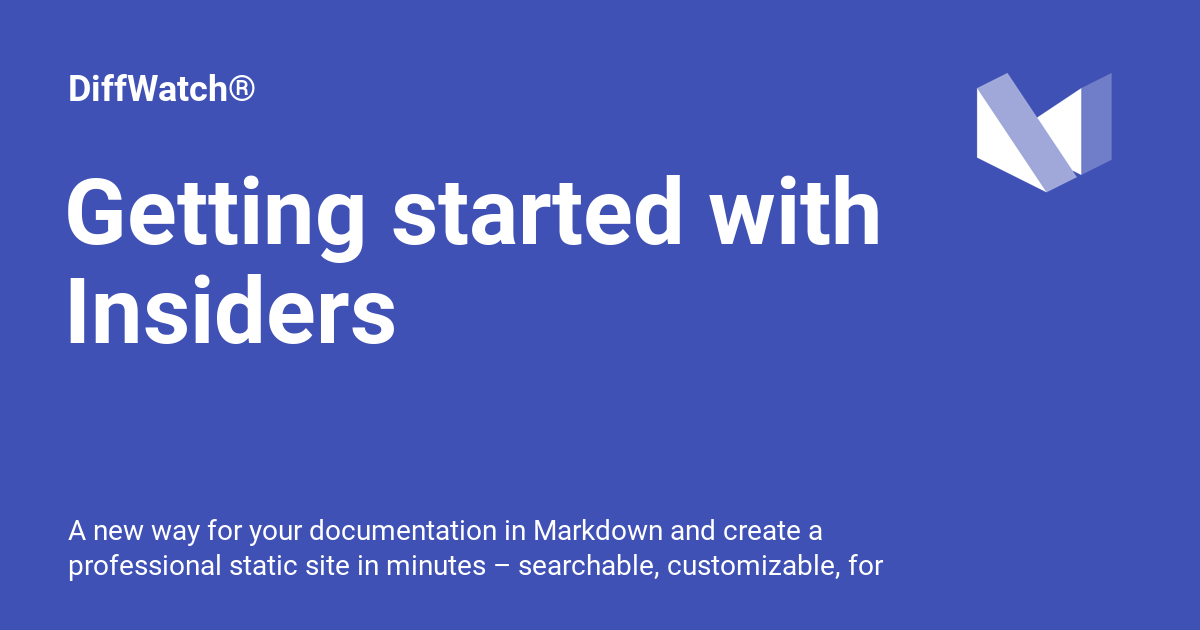 DiffWatch®
Getting started with
Insiders
A new way for your documentation in Markdown and create a
professional static site in minutes – searchable, customizable, for